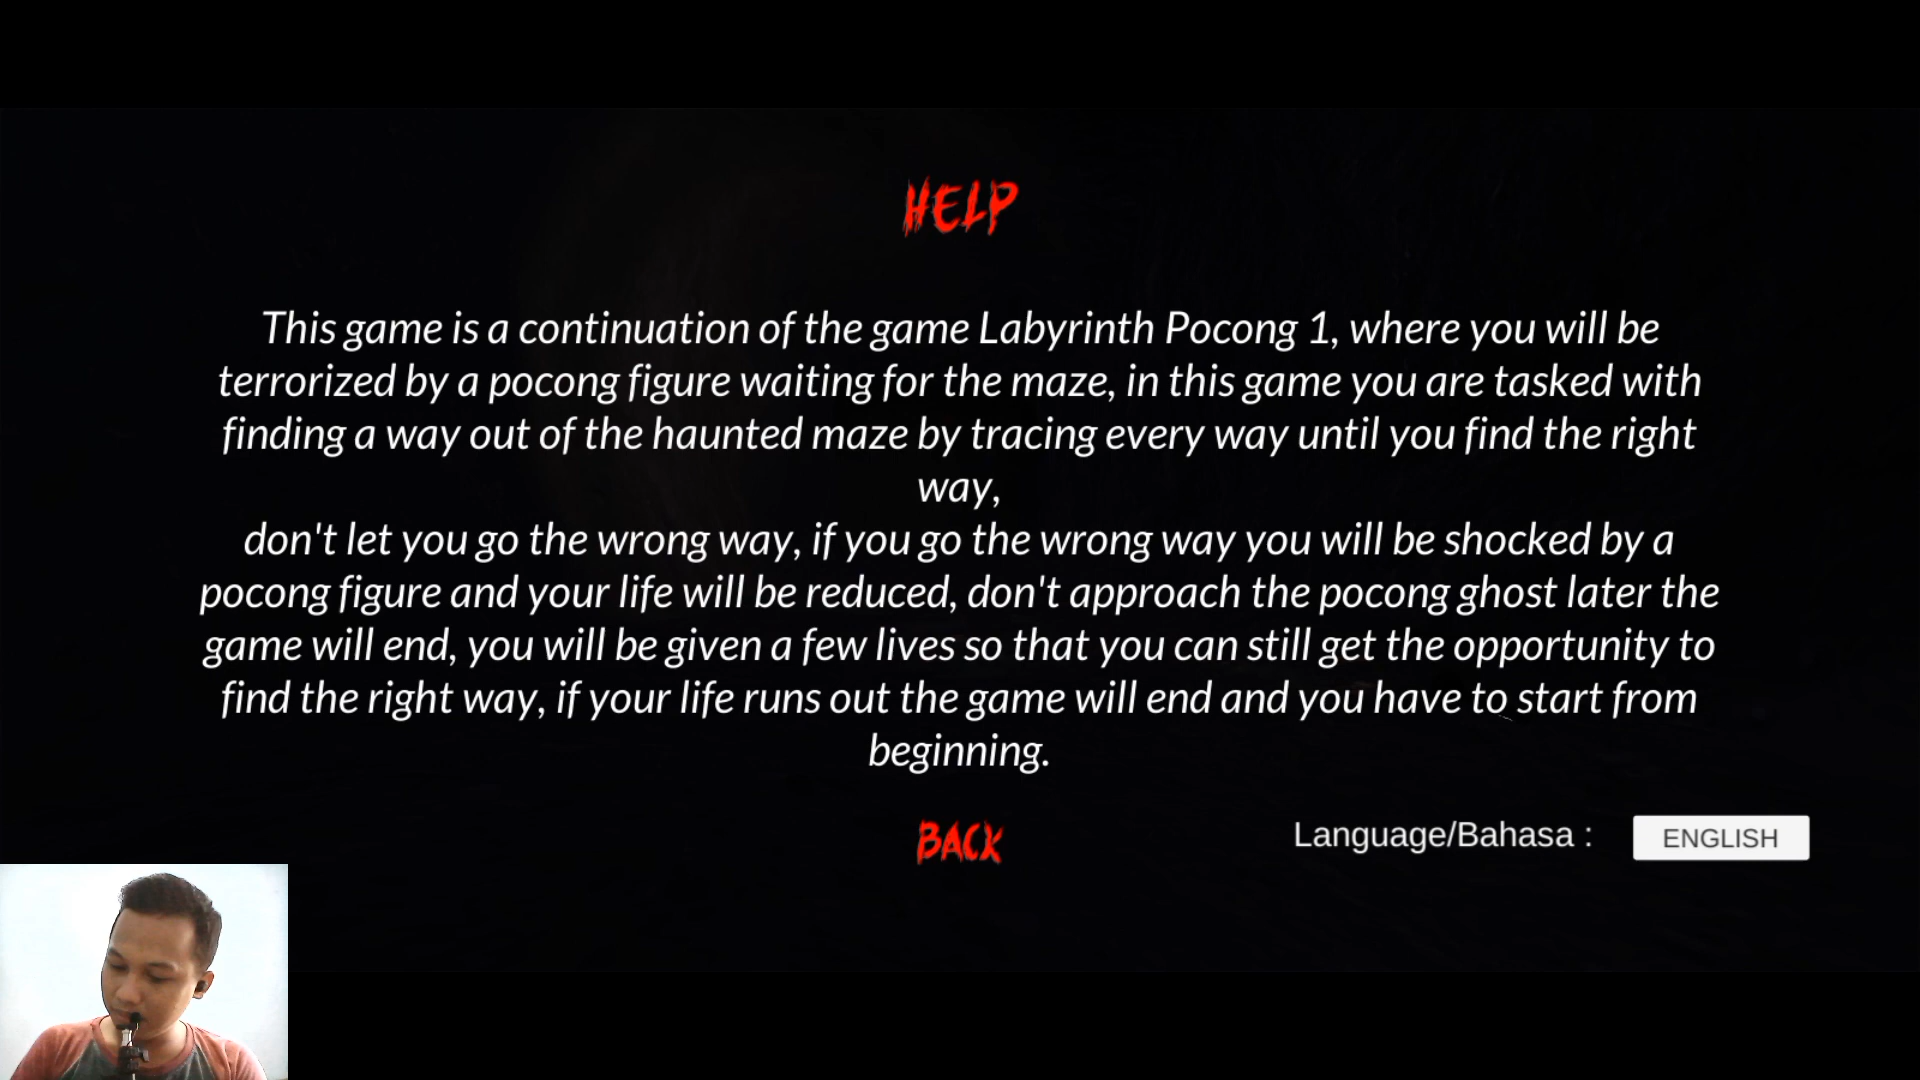 HELP
This game is a continuation of the game Labyrinth Pocong 1, where you will be
terrorized by a pocong figure waiting for the maze, in this game you are tasked with
finding a way out of the haunted maze by tracing every way until you find the right
way,
don't let you go the wrong way, if you go the wrong way you will be shocked by a
pocong figure and your life will be reduced, don't approach the pocong ghost later the
game will end, you will be given a few lives so that you can still get the opportunity to
find the right way, if your life runs out the game will end and you have to start from
beginning.
BACK
Language/Bahasa : ENGLISH